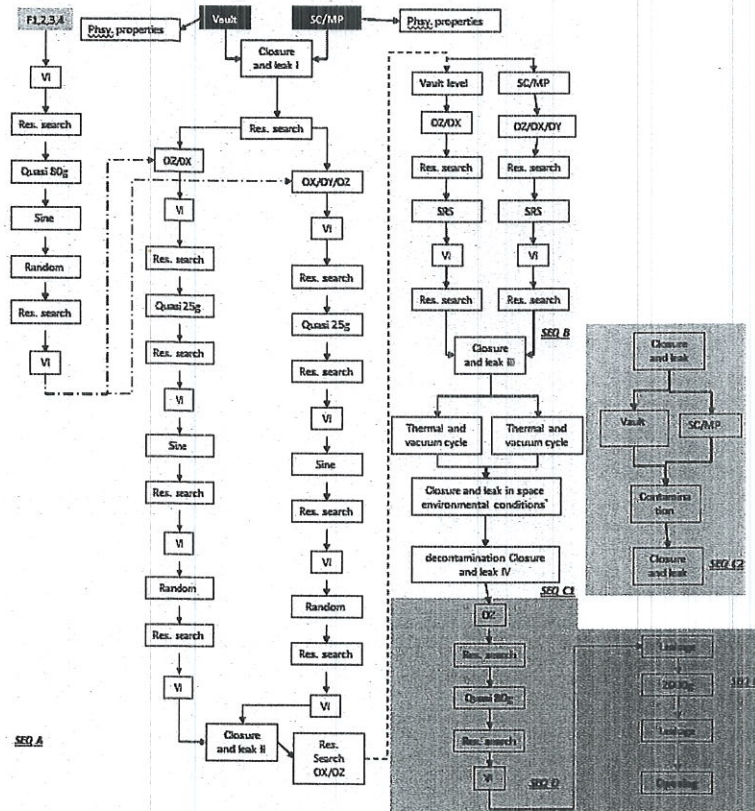 F1,2,3,4
Phsy. properties
Vault
SC/MP
Phsy. properties
Closure
and leak I
Res. search
VI
Res. search
Quasi 80g
Sine
Random
Res. search
VI
OZ/OX
VI
Res. search
Quasi 25g
Res. search
VI
Sine
Res. search
VI
Random
Res. search
VI
OX/OY/OZ
VI
Res. search
Quasi 25g
Res. search
VI
Sine
Res. search
VI
Random
Res. search
VI
Closure
and leak II
Res.
Search
OX/OZ
SEQ A
Vault level
OZ/OX
Res. search
SRS
VI
Res. search
SC/MP
OZ/OX/OY
Res. search
SRS
VI
Res. search
SEQ B
Closure
and leak III
Thermal and
vacuum cycle
Thermal and
vacuum cycle
Closure and leak in space
environmental conditions*
decontamination Closure
and leak IV
SEQ C1
Closure
and leak
Vault
SC/MP
Contamina
tion
Closure
and leak
SEQ C2
OZ
Res. search
Quasi 80g
Res. search
VI
SEQ D
Leakage
Leakage
Opening